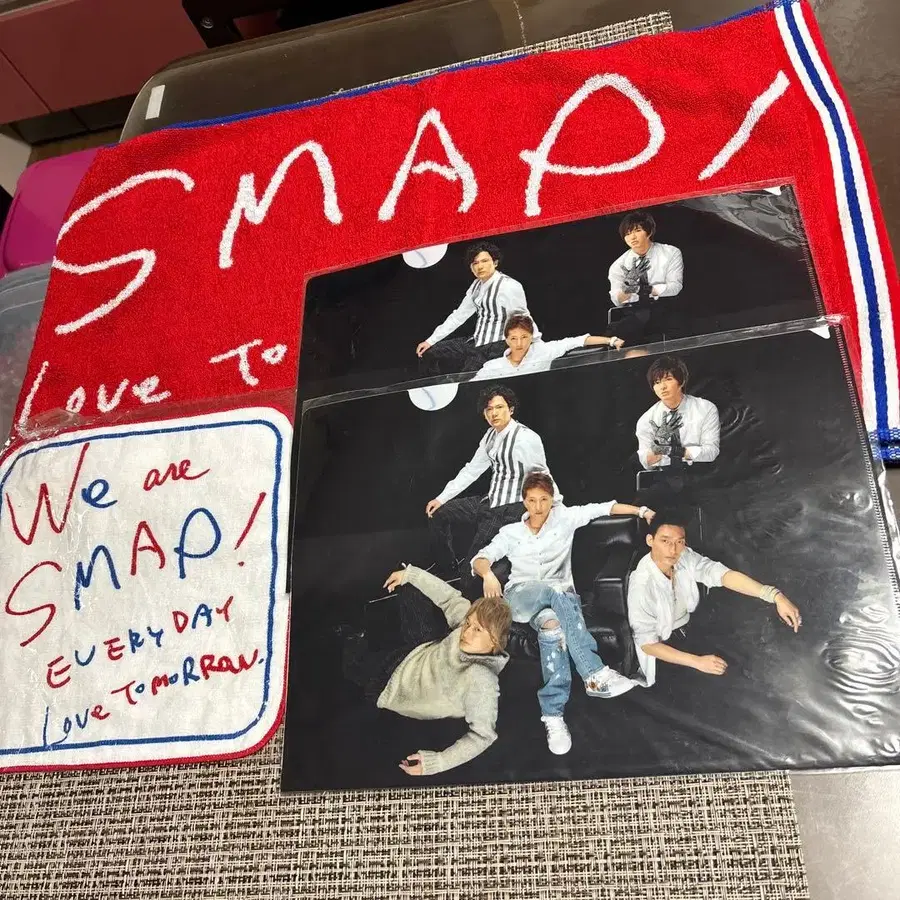 SMAP!
Love To
We are
SMAP!
EVERYDAY
Love TOMORROW.